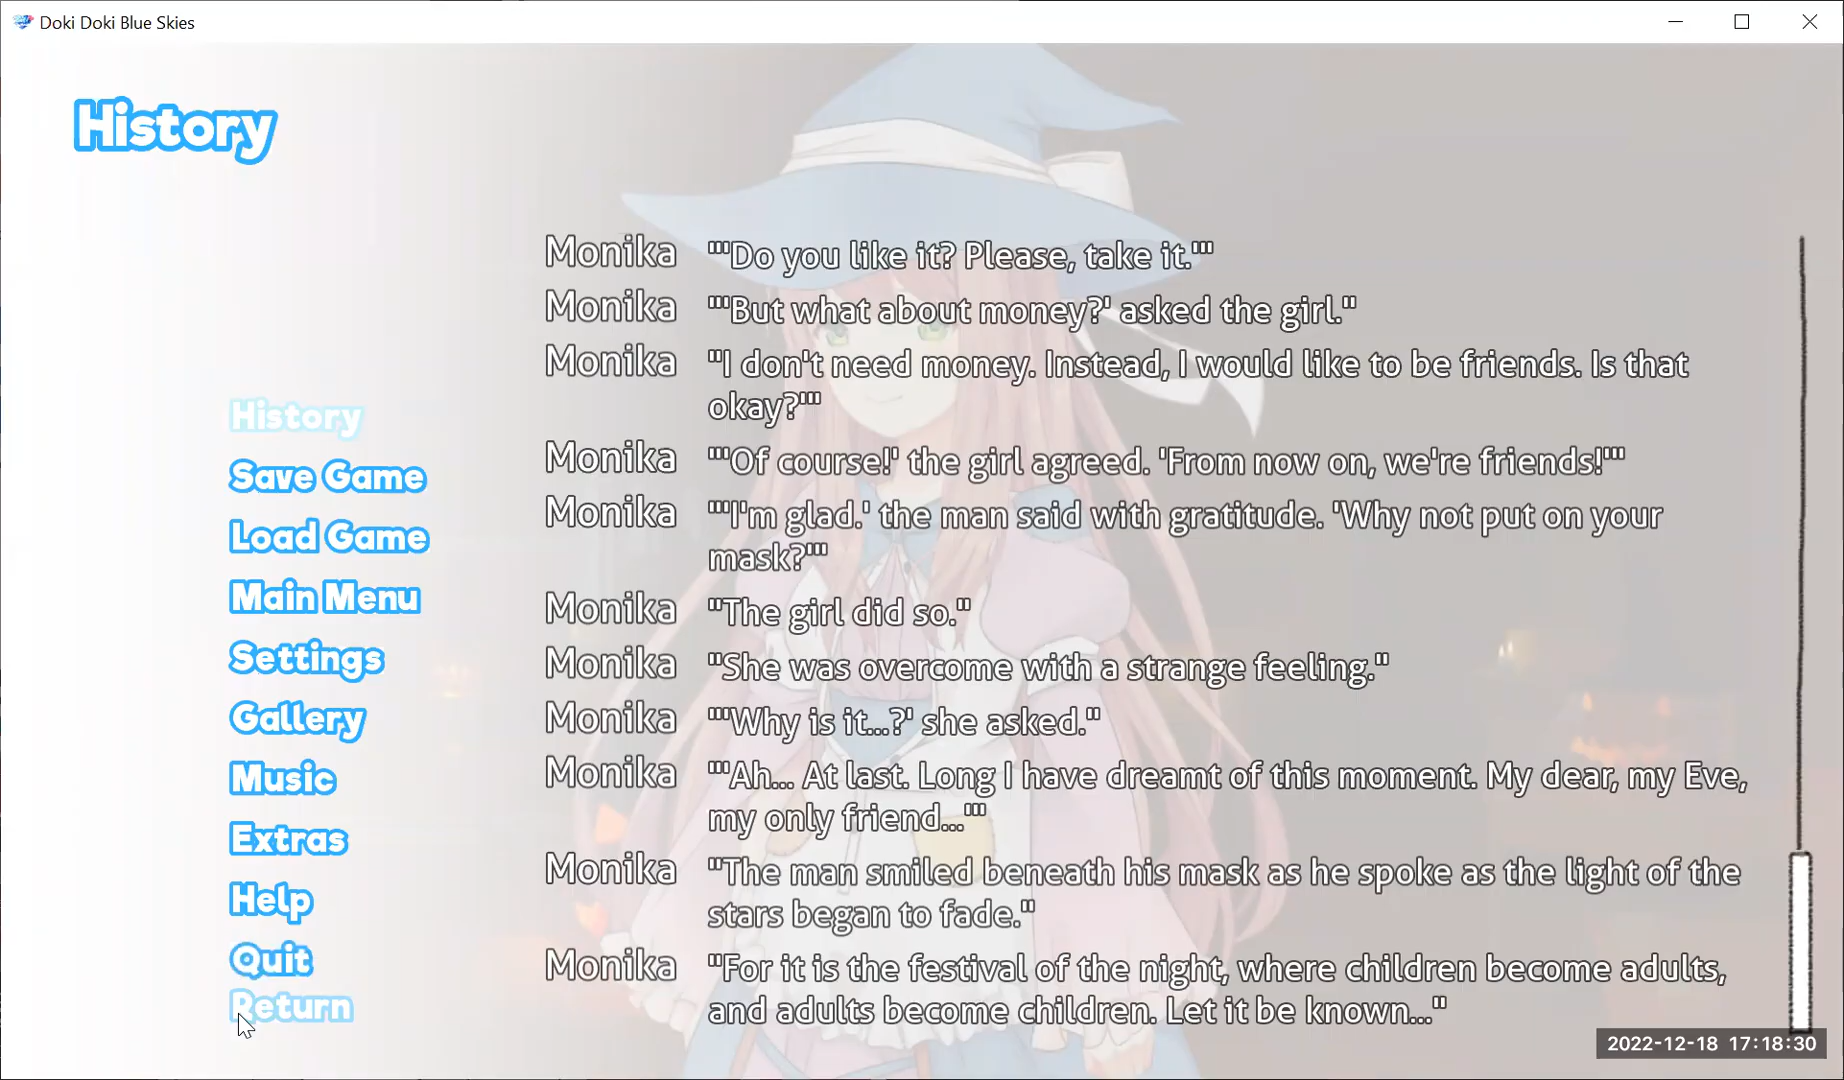 Doki Doki Blue Skies
History
History
Save Game
Load Game
Main Menu
Settings
Gallery
Music
Extras
Help
Quit
Return
Monika "'Do you like it? Please, take it.'"
Monika "'But what about money?' asked the girl."
Monika "I don't need money. Instead, I would like to be friends. Is that
okay?'"
Monika "'Of course!' the girl agreed. 'From now on, we're friends!'"
Monika "'I'm glad.' the man said with gratitude. 'Why not put on your
mask?'"
Monika "The girl did so."
Monika "She was overcome with a strange feeling."
Monika "'Why is it...?' she asked."
Monika "'Ah... At last. Long I have dreamt of this moment. My dear, my Eve,
my only friend...'"
Monika "The man smiled beneath his mask as he spoke as the light of the
stars began to fade."
Monika "For it is the festival of the night, where children become adults,
and adults become children. Let it be known..."
2022-12-18 17:18:30